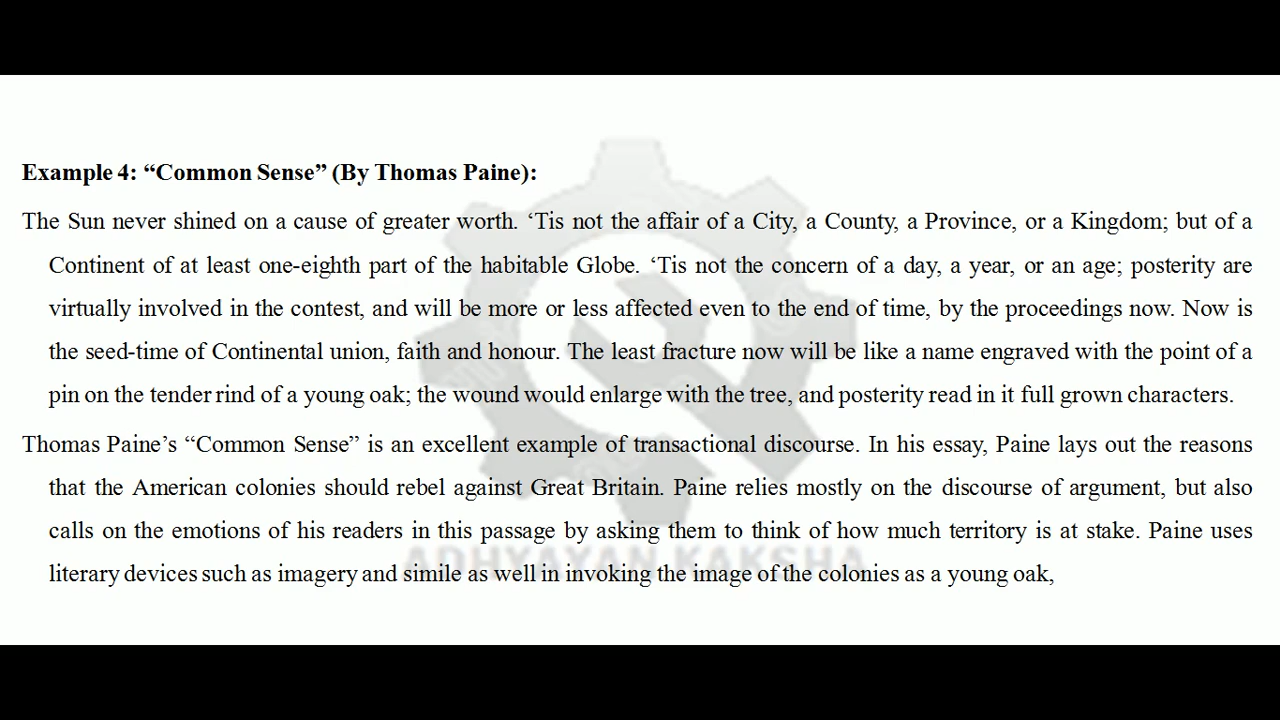 Example 4: “Common Sense” (By Thomas Paine):
The Sun never shined on a cause of greater worth. ‘Tis not the affair of a City, a County, a Province, or a Kingdom; but of a
Continent of at least one-eighth part of the habitable Globe. ‘Tis not the concern of a day, a year, or an age; posterity are
virtually involved in the contest, and will be more or less affected even to the end of time, by the proceedings now. Now is
the seed-time of Continental union, faith and honour. The least fracture now will be like a name engraved with the point of a
pin on the tender rind of a young oak; the wound would enlarge with the tree, and posterity read in it full grown characters.
Thomas Paine’s “Common Sense” is an excellent example of transactional discourse. In his essay, Paine lays out the reasons
that the American colonies should rebel against Great Britain. Paine relies mostly on the discourse of argument, but also
calls on the emotions of his readers in this passage by asking them to think of how much territory is at stake. Paine uses
literary devices such as imagery and simile as well in invoking the image of the colonies as a young oak,
ADHYAYAN KAKSHA